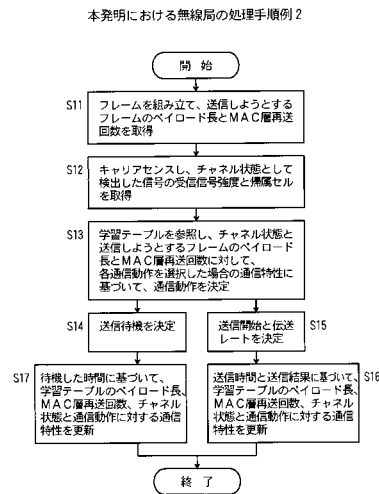 本発明における無線局の処理手順例2
開 始
S11
フレームを組み立て、送信しようとする
フレームのペイロード長とMAC層再送
回数を取得
S12
キャリアセンスし、チャネル状態として
検出した信号の受信信号強度と帰属セル
を取得
S13
学習テーブルを参照し、チャネル状態と
送信しようとするフレームのペイロード
長とMAC層再送回数に対して、
各通信動作を選択した場合の通信特性に
基づいて、通信動作を決定
S14
送信待機を決定
S15
送信開始と伝送
レートを決定
S17
待機した時間に基づいて、
学習テーブルのペイロード長、
MAC層再送回数、チャネル
状態と通信動作に対する通信
特性を更新
S16
送信時間と送信結果に基づいて、
学習テーブルのペイロード長、
MAC層再送回数、チャネル
状態と通信動作に対する通信
特性を更新
終 了